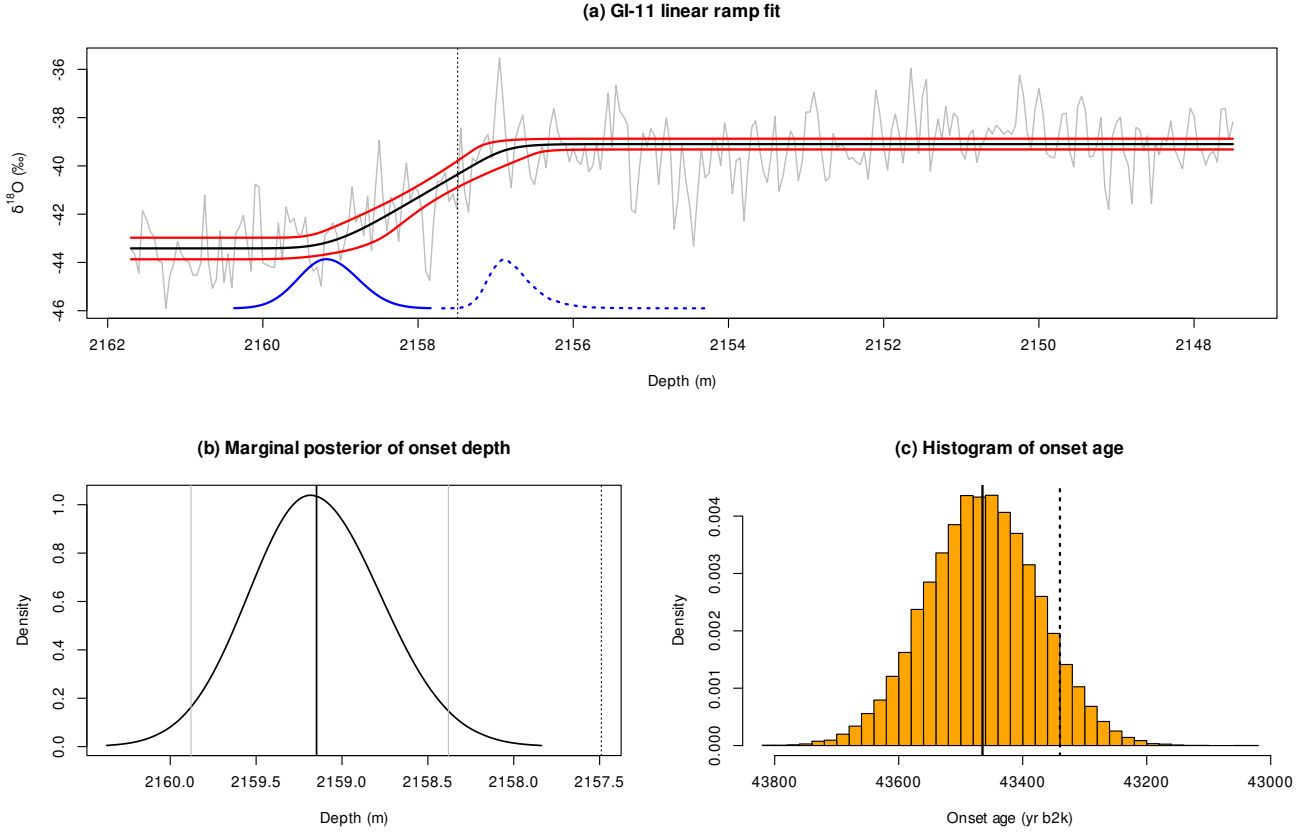 (a) GI-11 linear ramp fit
δ18O (‰)
-36
-38
-40
-42
-44
-46
2162 2160 2158 2156 2154 2152 2150 2148
Depth (m)
(b) Marginal posterior of onset depth
Density
1.0
0.8
0.6
0.4
0.2
0.0
2160.0 2159.5 2159.0 2158.5 2158.0 2157.5
Depth (m)
(c) Histogram of onset age
Density
0.004
0.003
0.002
0.001
0.000
43800 43600 43400 43200 43000
Onset age (yr b2k)